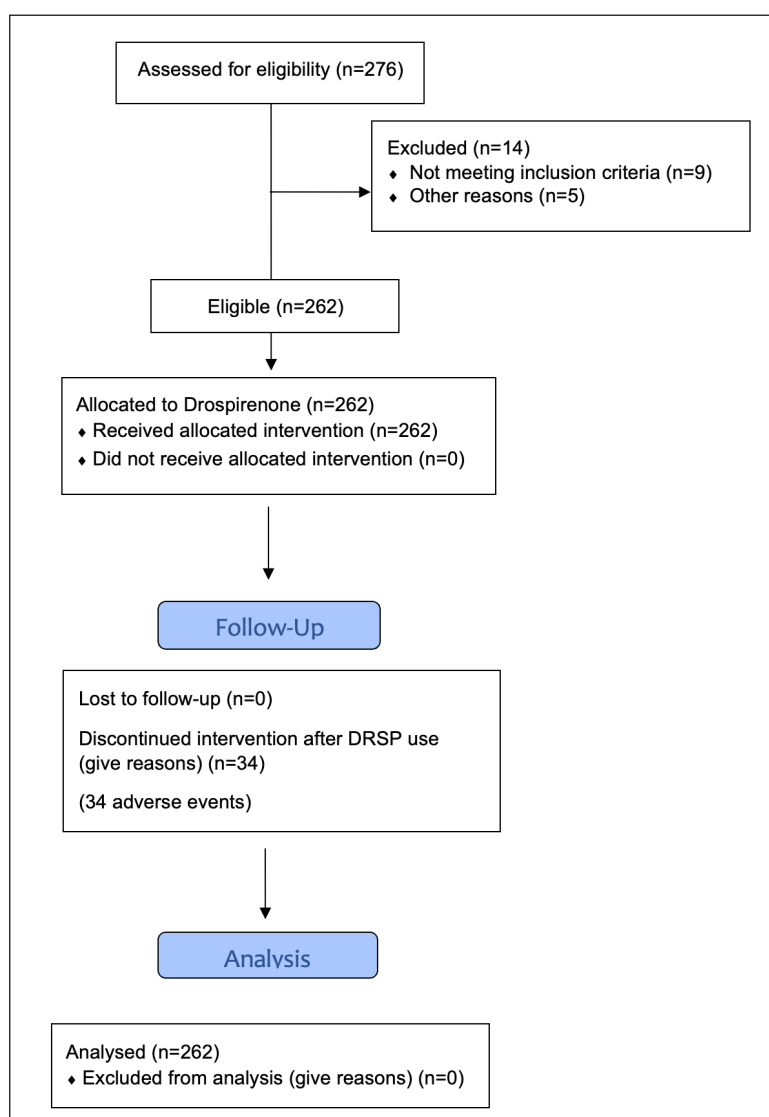 Assessed for eligibility (n=276)
Excluded (n=14)
♦ Not meeting inclusion criteria (n=9)
♦ Other reasons (n=5)
Eligible (n=262)
Allocated to Drospirenone (n=262)
♦ Received allocated intervention (n=262)
♦ Did not receive allocated intervention (n=0)
Follow-Up
Lost to follow-up (n=0)
Discontinued intervention after DRSP use
(give reasons) (n=34)
(34 adverse events)
Analysis
Analysed (n=262)
♦ Excluded from analysis (give reasons) (n=0)